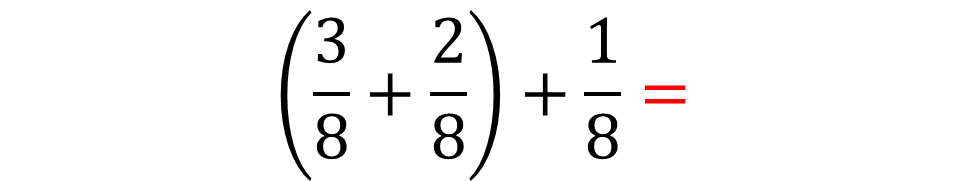 (3/8 + 2/8) + 1/8 =